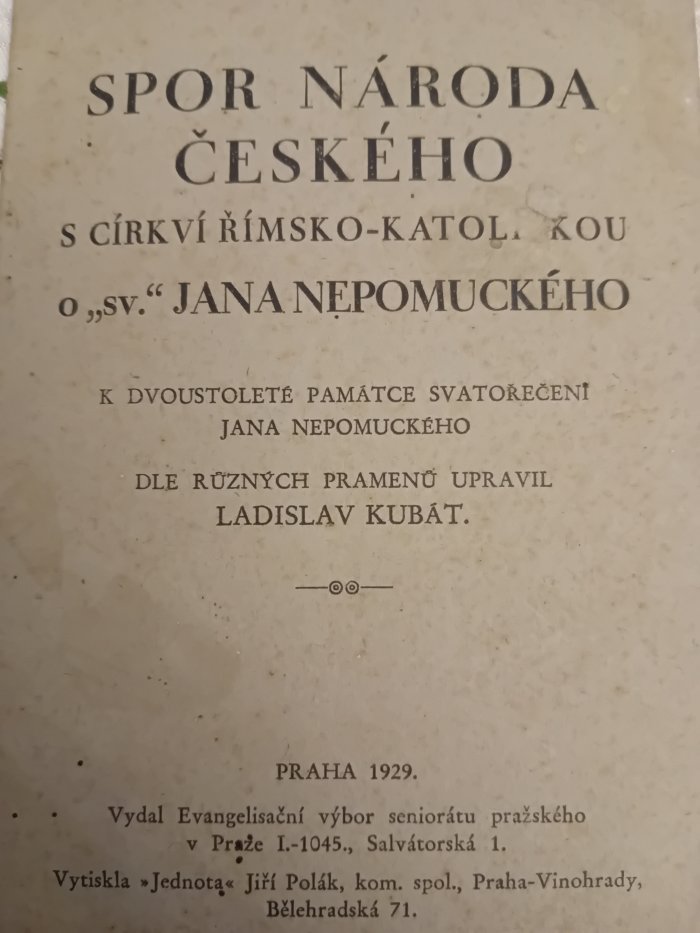 SPOR NÁRODA
ČESKÉHO
S CÍRKVÍ ŘÍMSKO-KATOL KOU
o „sv.“ JANA NEPOMUCKÉHO
K DVOUSTOLETÉ PAMÁTCE SVATOŘEČENÍ
JANA NEPOMUCKÉHO
DLE RŮZNÝCH PRAMENŮ UPRAVIL
LADISLAV KUBÁT.
PRAHA 1929.
Vydal Evangelisační výbor seniorátu pražského
v Praze I.-1045., Salvátorská 1.
Vytiskla »Jednota« Jiří Polák, kom. spol., Praha-Vinohrady,
Bělehradská 71.